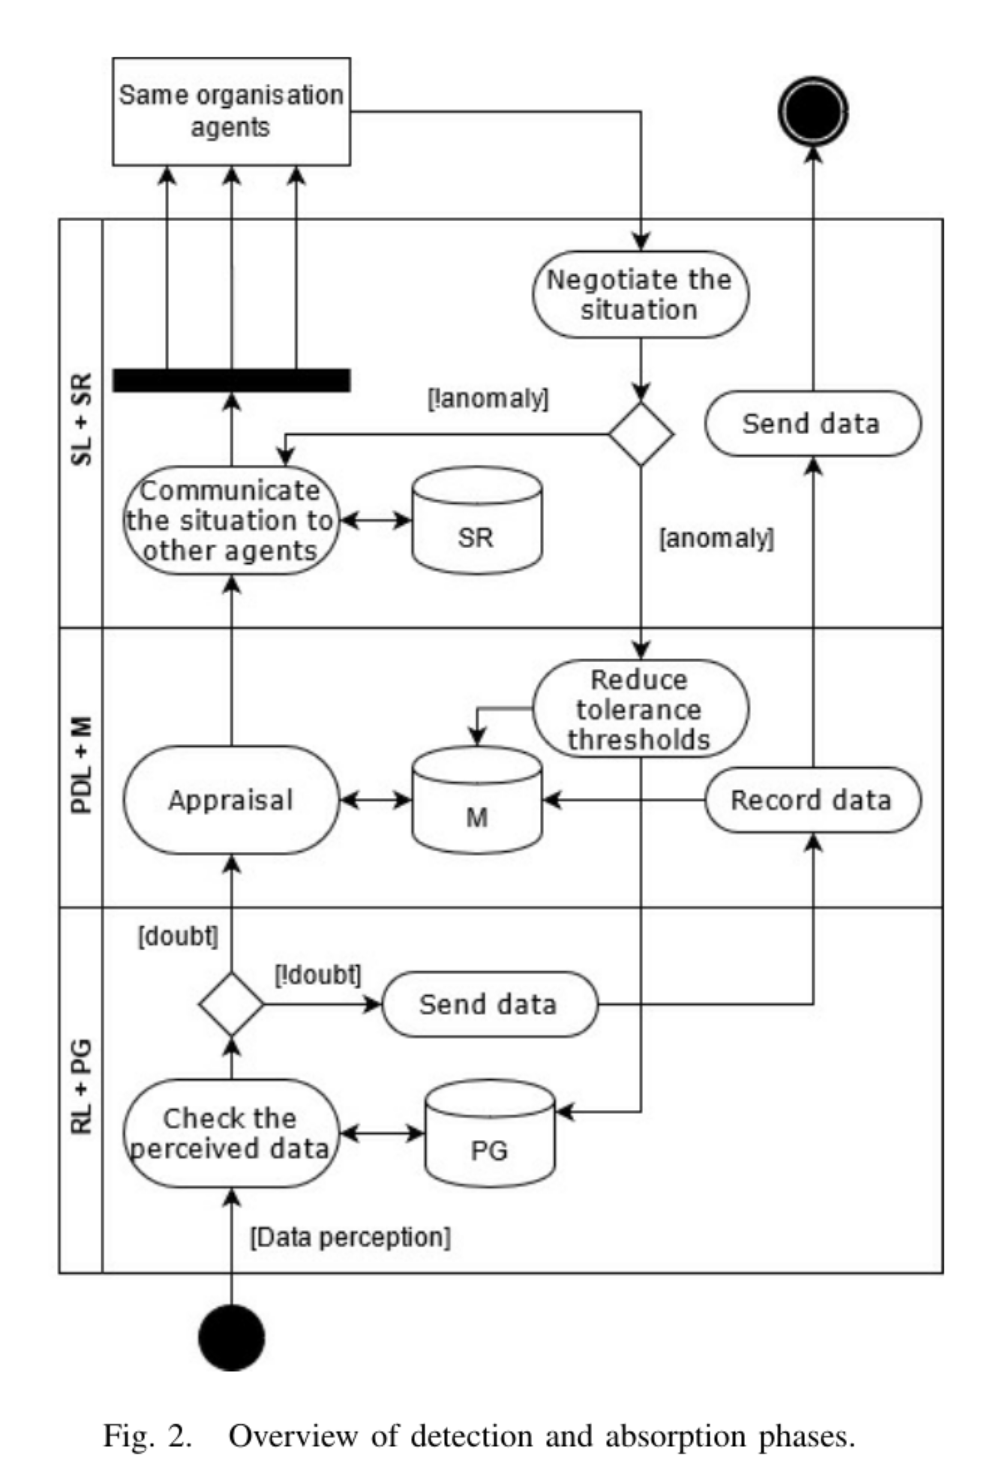 Same organisation
agents
SL + SR
Negotiate the
situation
[!anomaly]
Send data
Communicate
the situation to
other agents
SR
[anomaly]
PDL + M
Reduce
tolerance
thresholds
Appraisal
M
Record data
RL + PG
[doubt]
[!doubt]
Send data
Check the
perceived data
PG
[Data perception]
Fig. 2. Overview of detection and absorption phases.